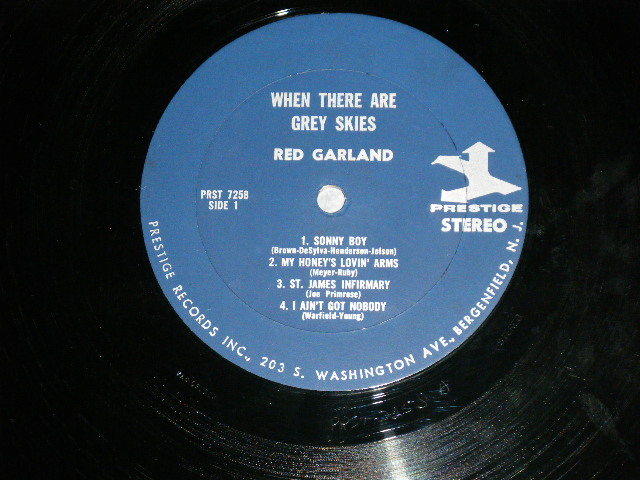 WHEN THERE ARE
GREY SKIES
RED GARLAND
PRST 7258
SIDE 1
PRESTIGE
STEREO
1. SONNY BOY
(Brown-DeSylva-Henderson-Jolson)
2. MY HONEY'S LOVIN' ARMS
(Meyer-Ruby)
3. ST. JAMES INFIRMARY
(Joe Primrose)
4. I AIN'T GOT NOBODY
(Warfield-Young)
PRESTIGE RECORDS INC., 203 S. WASHINGTON AVE., BERGENFIELD, N. J.